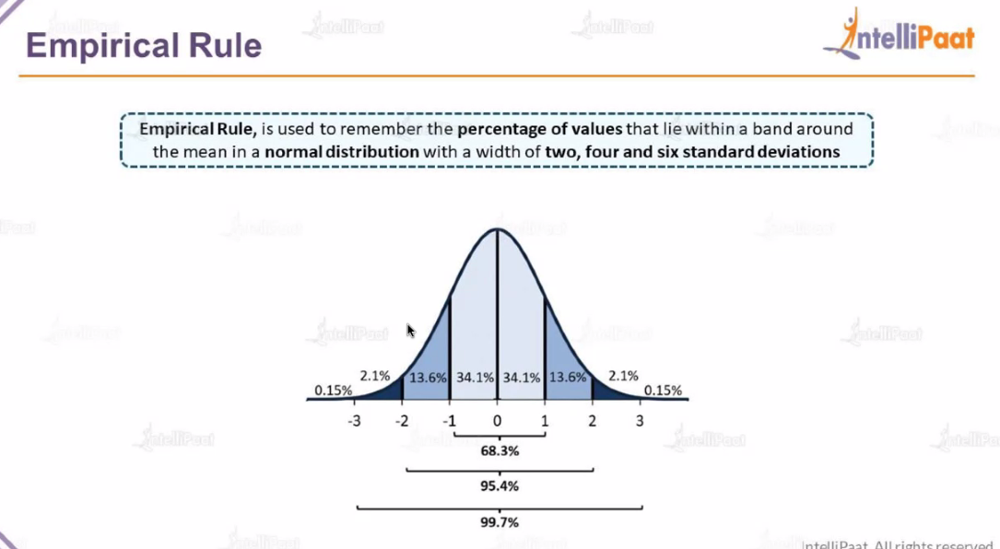 Empirical Rule
IntelliPaat
Empirical Rule, is used to remember the percentage of values that lie within a band around
the mean in a normal distribution with a width of two, four and six standard deviations
0.15% 2.1% 13.6% 34.1% 34.1% 13.6% 2.1% 0.15%
-3 -2 -1 0 1 2 3
68.3%
95.4%
99.7%
IntelliPaat. All rights reserved